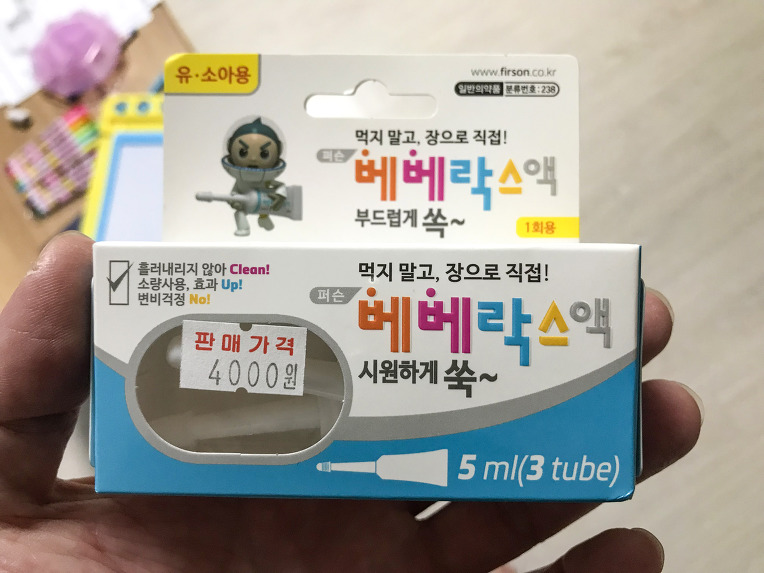 유·소아용
www.firson.co.kr
일반의약품 분류번호:238
먹지 말고, 장으로 직접!
퍼슨 베베락스액
부드럽게 쏙~
1회용
흘러내리지 않아 Clean!
소량사용, 효과 Up!
변비걱정 No!
먹지 말고, 장으로 직접!
퍼슨 베베락스액
시원하게 쑥~
판매가격
4000원
5 ml(3 tube)